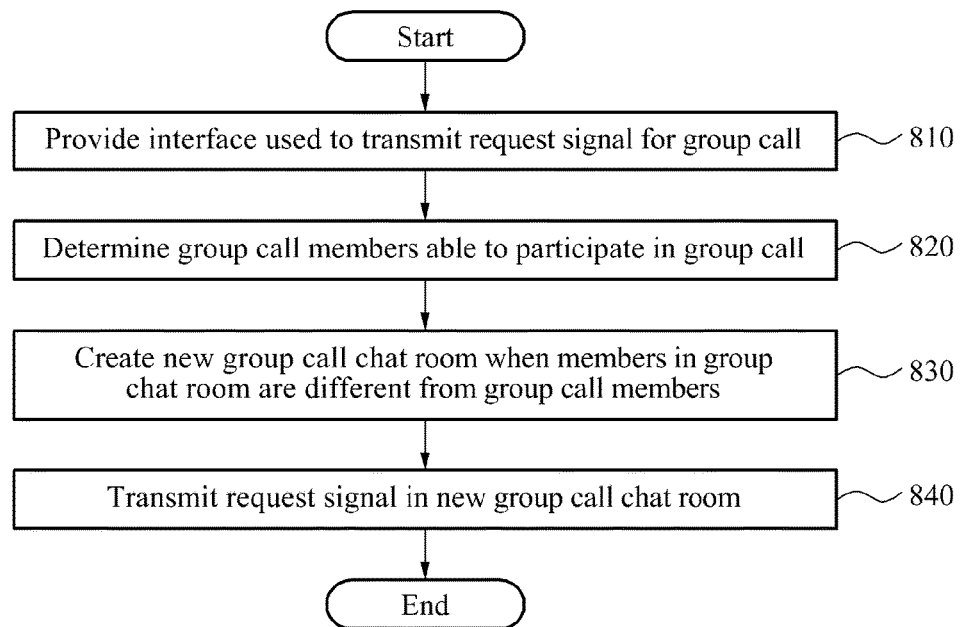 Start
Provide interface used to transmit request signal for group call
810
Determine group call members able to participate in group call
820
Create new group call chat room when members in group
chat room are different from group call members
830
Transmit request signal in new group call chat room
840
End